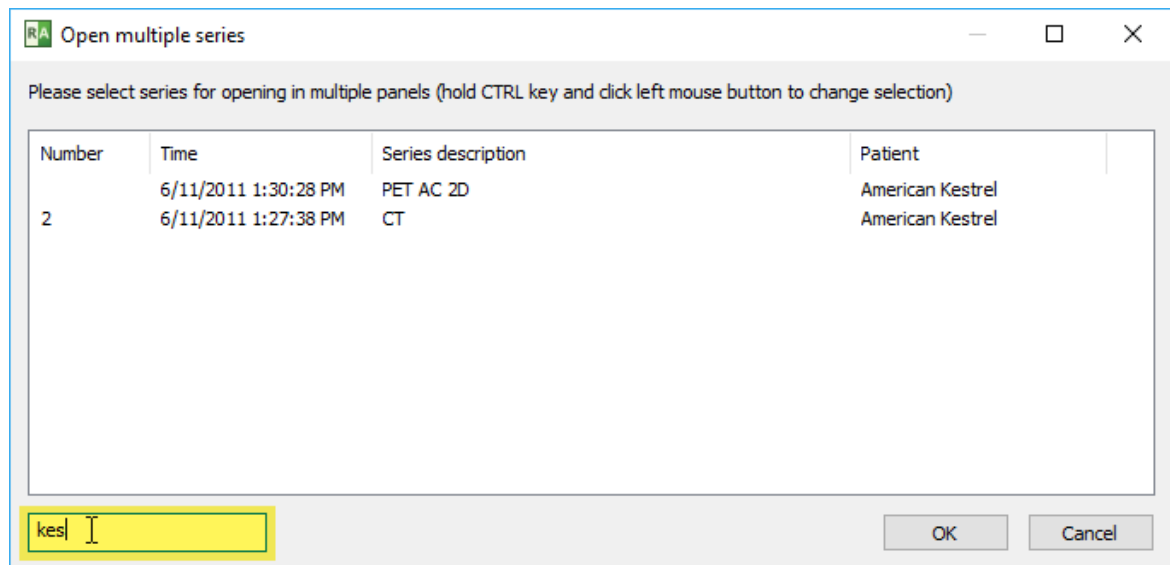 RA Open multiple series
Please select series for opening in multiple panels (hold CTRL key and click left mouse button to change selection)
Number Time Series description Patient
6/11/2011 1:30:28 PM PET AC 2D American Kestrel
2 6/11/2011 1:27:38 PM CT American Kestrel
kes OK Cancel